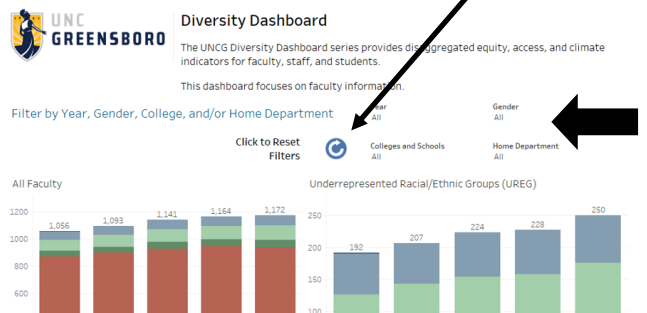 UNC
GREENSBORO
Diversity Dashboard
The UNCG Diversity Dashboard series provides disaggregated equity, access, and climate
indicators for faculty, staff, and students.
This dashboard focuses on faculty information.
Filter by Year, Gender, College, and/or Home Department
Year
All
Gender
All
Click to Reset
Filters
Colleges and Schools
All
Home Department
All
All Faculty
1200
1000
800
600
1,056
1,093
1,141
1,164
1,172
Underrepresented Racial/Ethnic Groups (UREG)
250
200
150
100
192
207
224
228
250